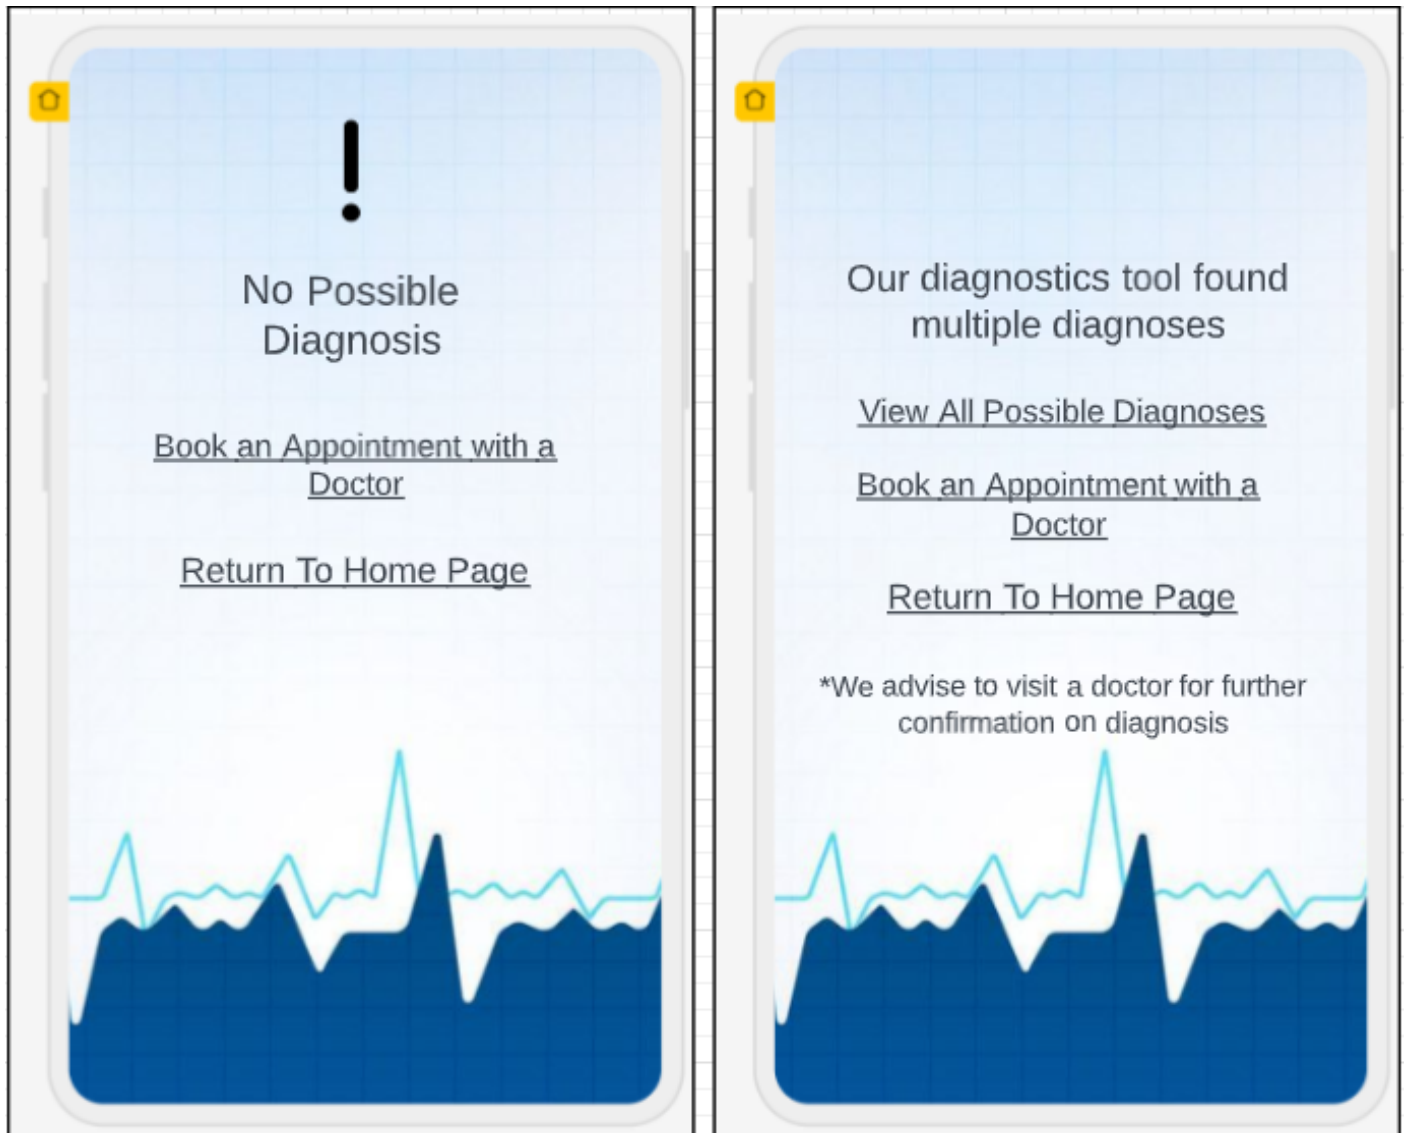 No Possible
Diagnosis
Book an Appointment with a
Doctor
Return To Home Page
Our diagnostics tool found
multiple diagnoses
View All Possible Diagnoses
Book an Appointment with a
Doctor
Return To Home Page
*We advise to visit a doctor for further
confirmation on diagnosis